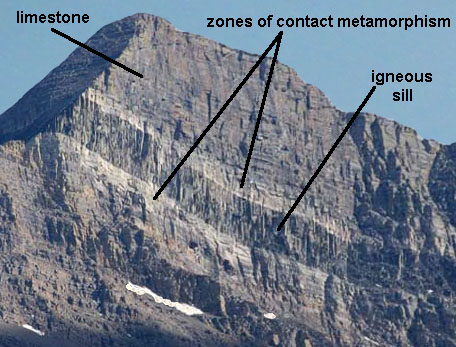 limestone
zones of contact metamorphism
igneous
sill